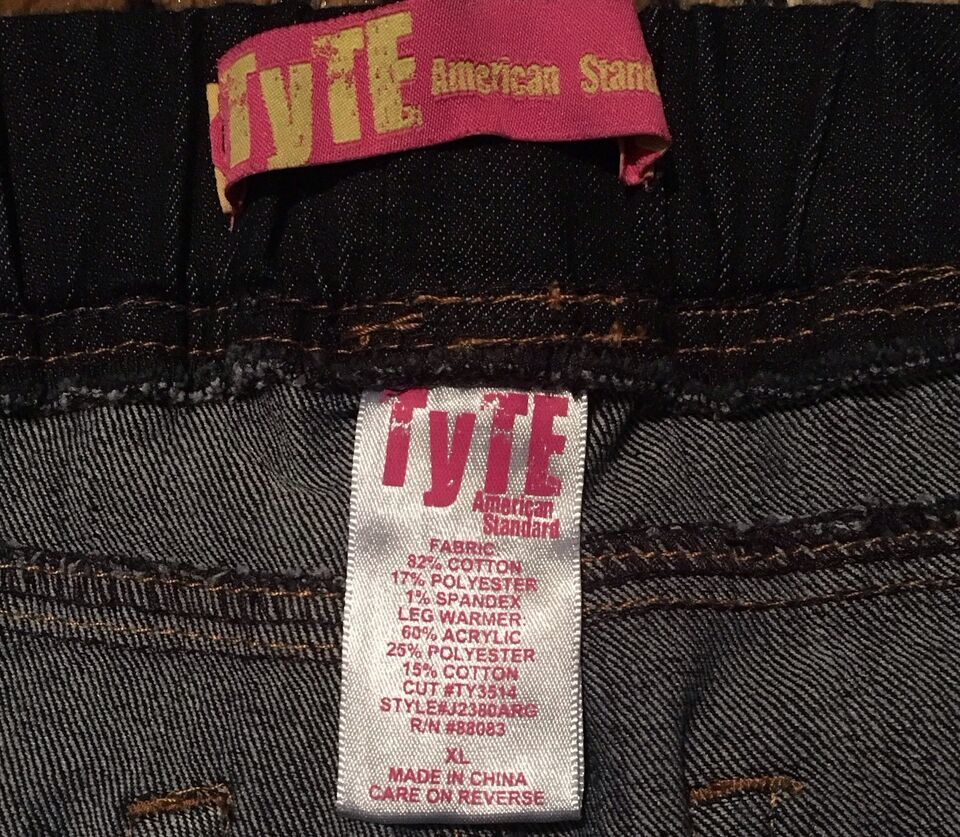 TyTE American Stand
TyTE
American
Standard
FABRIC
82% COTTON
17% POLYESTER
1% SPANDEX
LEG WARMER:
60% ACRYLIC
25% POLYESTER
15% COTTON
CUT #TY3514
STYLE#J2380ARG
R/N #88083
XL
MADE IN CHINA
CARE ON REVERSE